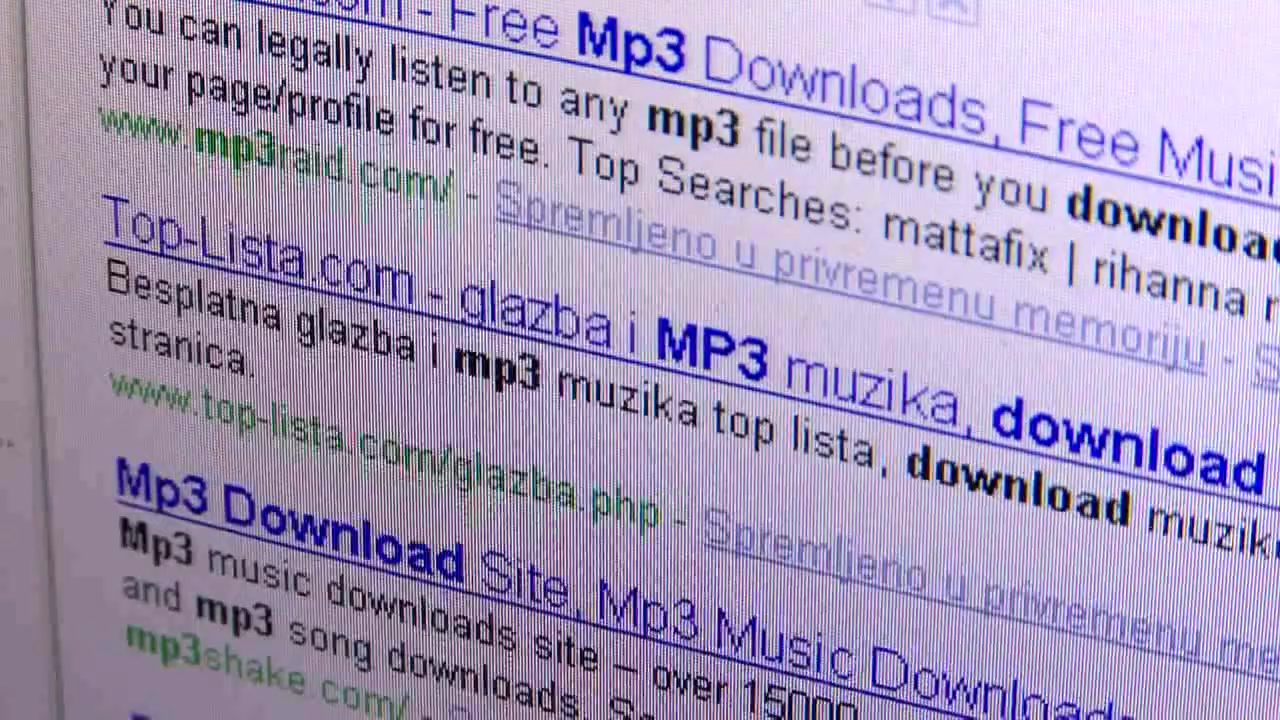 com - Free Mp3 Downloads, Free Musi
You can legally listen to any mp3 file before you downloa
your page/profile for free. Top Searches: mattafix | rihanna
www.mp3raid.com/ - Spremljeno u privremenu memoriju - S
Top-Lista.com - glazba i MP3 muzika, download
Besplatna glazba i mp3 muzika top lista, download muzik
stranica.
www.top-lista.com/glazba.php - Spremljeno u privremenu me
Mp3 Download Site, Mp3 Music Downloads
Mp3 music downloads site – over 15000
and mp3 song downloads.
mp3shake.com/ -